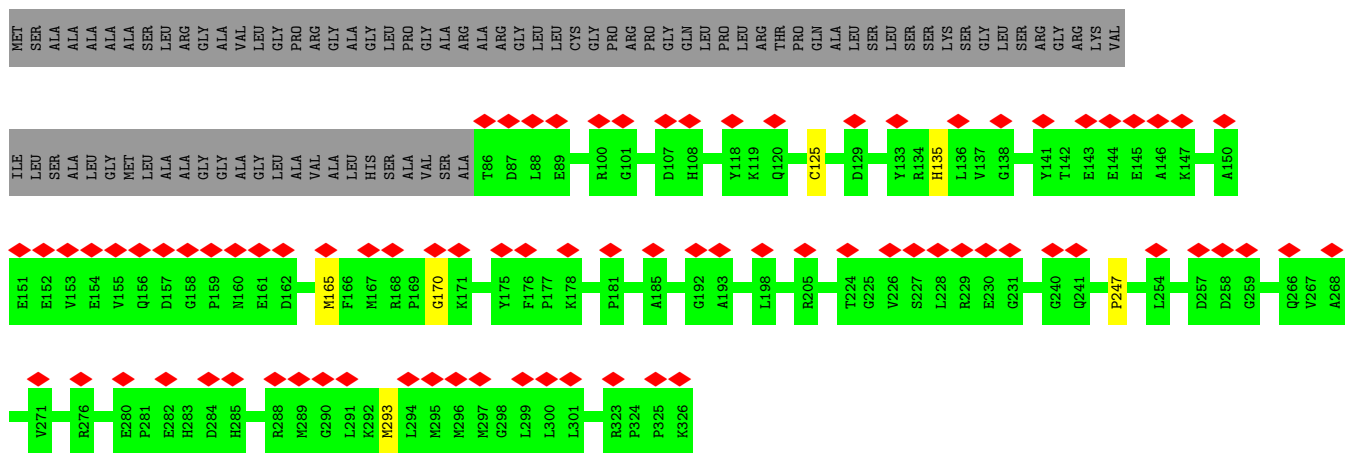 MET SER ALA ALA ALA ALA ALA SER LEU ARG GLY ALA VAL LEU GLY PRO ARG GLY ALA GLY LEU PRO GLY ALA ARG ALA ARG GLY LEU LEU CYS GLY PRO ARG PRO GLY GLN LEU PRO LEU ARG THR PRO GLN ALA LEU SER LEU SER SER LYS SER GLY LEU SER ARG GLY ARG LYS VAL
ILE LEU SER ALA LEU GLY MET LEU ALA ALA GLY GLY ALA GLY LEU ALA VAL ALA LEU HIS SER ALA VAL SER ALA T86 D87 L88 E89 R100 G101 D107 H108 Y118 K119 Q120 C125 D129 Y133 R134 H135 L136 V137 G138 Y141 T142 E143 E144 E145 A146 K147 A150
E151 E152 V153 E154 V155 Q156 D157 G158 P159 N160 E161 D162 M165 F166 M167 R168 P169 G170 K171 Y175 F176 P177 K178 P181 A185 G192 A193 L198 R205 T224 G225 V226 S227 L228 R229 E230 G231 G240 Q241 P247 L254 D257 D258 G259 Q266 V267 A268
V271 R276 E280 P281 E282 H283 D284 H285 R288 M289 G290 L291 K292 M293 L294 M295 M296 M297 G298 L299 L300 L301 R323 P324 P325 K326